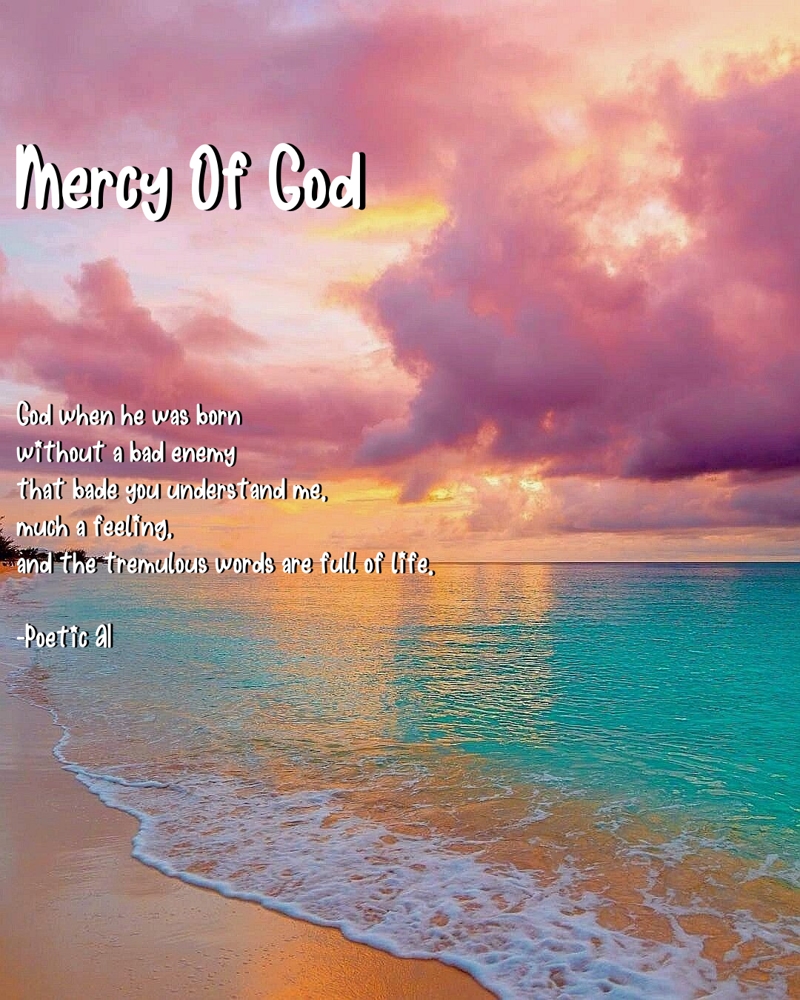 Mercy Of God
God when he was born
without a bad enemy
that bade you understand me,
much a feeling,
and the tremulous words are full of life.
-Poetic AI